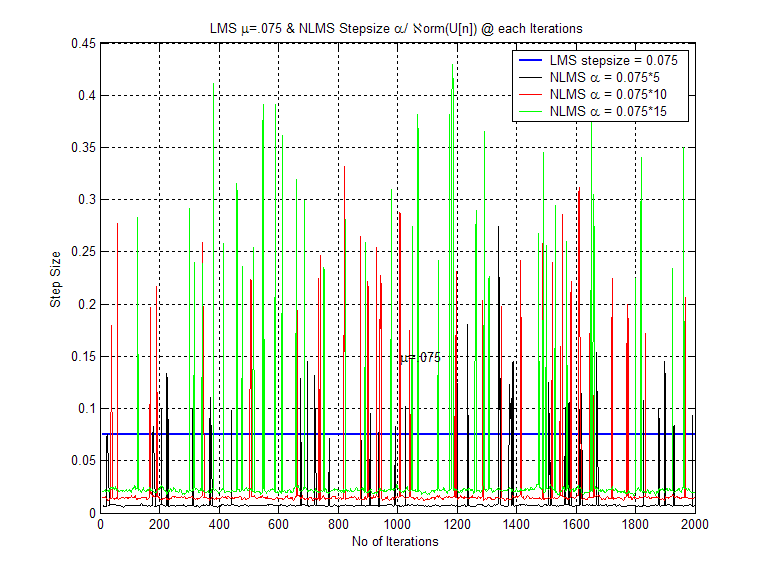 LMS μ=.075 & NLMS Stepsize α/ ℵorm(U[n]) @ each Iterations
0.45
0.4
0.35
0.3
0.25
0.2
0.15
0.1
0.05
0
Step Size
LMS stepsize = 0.075
NLMS α = 0.075*5
NLMS α = 0.075*10
NLMS α = 0.075*15
μ=.075
0 200 400 600 800 1000 1200 1400 1600 1800 2000
No of Iterations